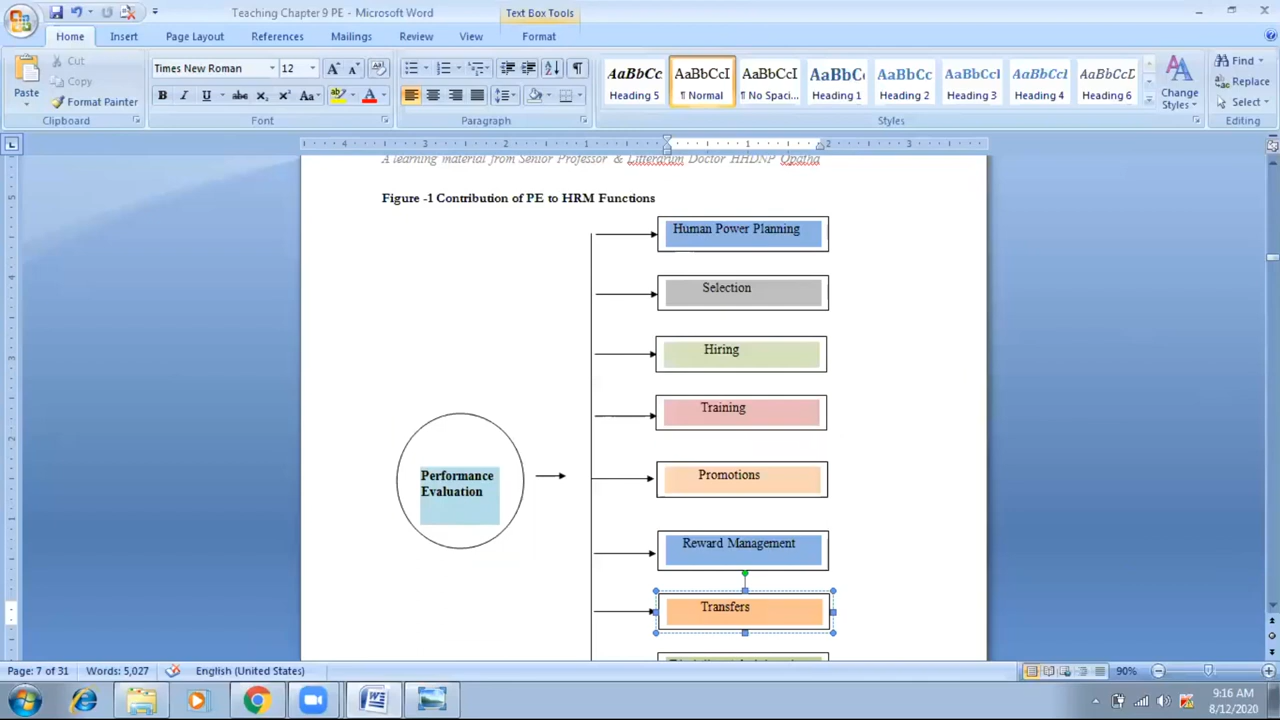 Teaching Chapter 9 PE - Microsoft Word
Text Box Tools
Home
Insert
Page Layout
References
Mailings
Review
View
Format
Paste
Cut
Copy
Format Painter
Clipboard
Times New Roman
12
Font
Paragraph
AaBbCc
Heading 5
AaBbCcI
¶ Normal
AaBbCcI
¶ No Spaci...
AaBbC
Heading 1
AaBbCc
Heading 2
AaBbCcI
Heading 3
AaBbCcI
Heading 4
AaBbCcD
Heading 6
Change
Styles
Styles
Find
Replace
Select
Editing
A learning material from Senior Professor & Litterarum Doctor HHDNP Opatha
Figure -1 Contribution of PE to HRM Functions
Human Power Planning
Selection
Hiring
Training
Promotions
Performance
Evaluation
Reward Management
Transfers
Page: 7 of 31
Words: 5,027
English (United States)
90%
9:16 AM
8/12/2020